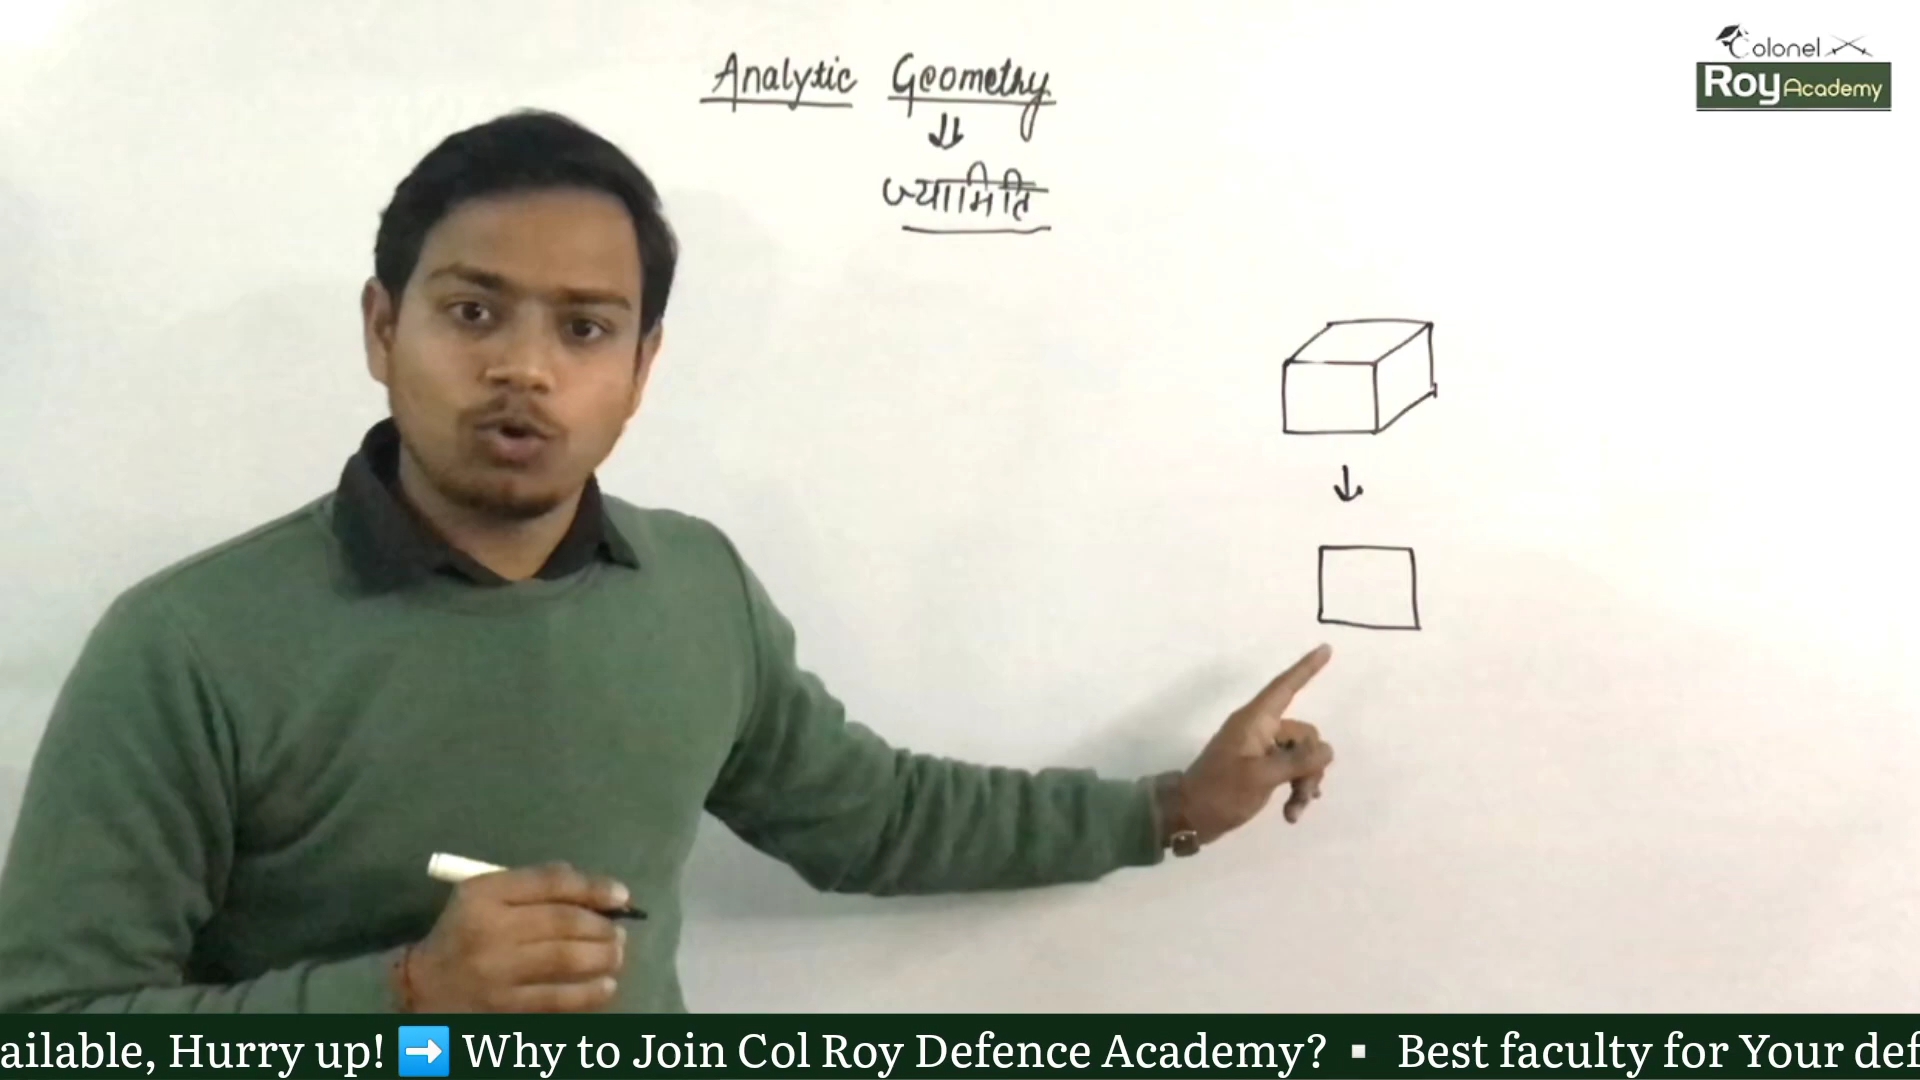 Analytic Geometry
ज्यामिति
Colonel
Roy Academy
ailable, Hurry up! ➡️ Why to Join Col Roy Defence Academy? ▫️ Best faculty for Your def